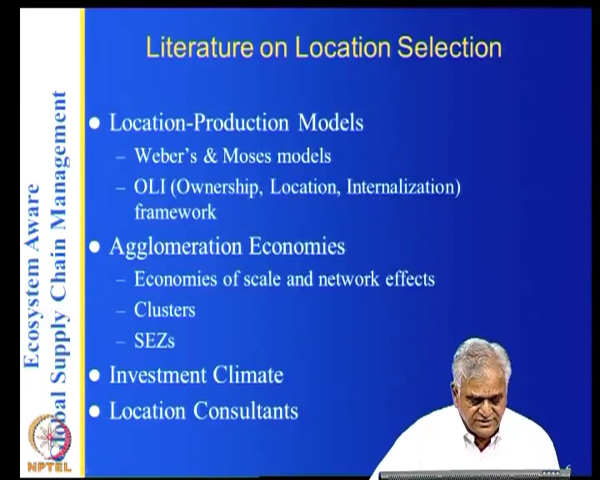 Literature on Location Selection
Location-Production Models
– Weber's & Moses models
– OLI (Ownership, Location, Internalization)
framework
Agglomeration Economies
– Economies of scale and network effects
– Clusters
– SEZs
Investment Climate
Location Consultants
Ecosystem Aware
Global Supply Chain Management
NPTEL
6